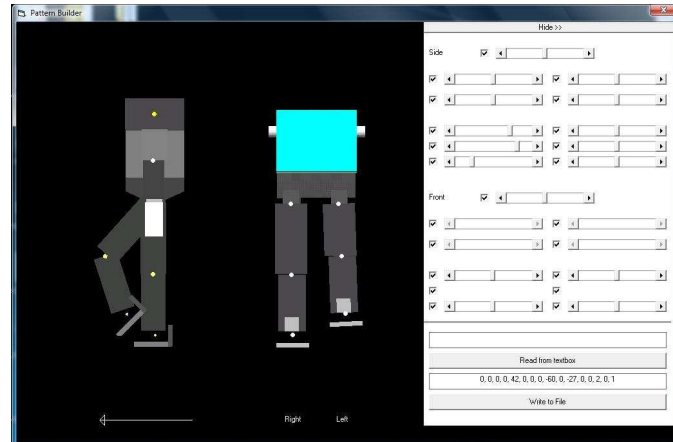 Pattern Builder
Hide >>
Side
Front
Read from textbox
0, 0, 0, 0, 42, 0, 0, 0, -60, 0, -27, 0, 0, 2, 0, 1
Write to File
Right Left